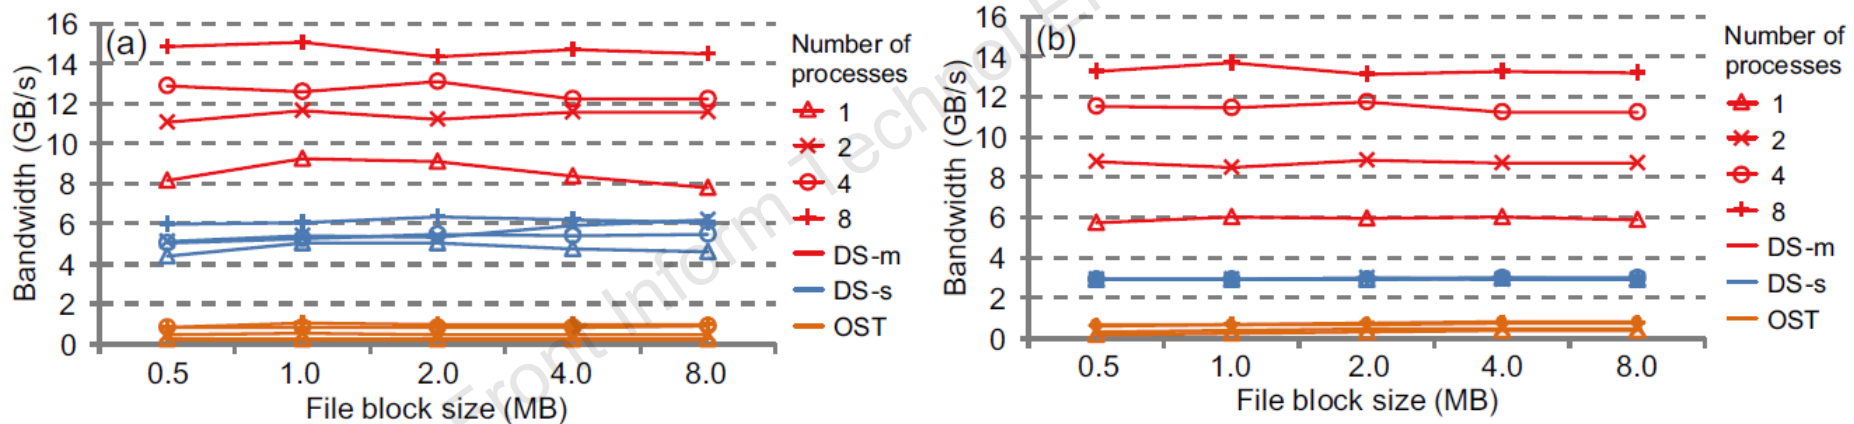 (a)
16
14
12
10
8
6
4
2
0
Bandwidth (GB/s)
0.5 1.0 2.0 4.0 8.0
File block size (MB)
Number of
processes
1
2
4
8
DS-m
DS-s
OST
(b)
16
14
12
10
8
6
4
2
0
Bandwidth (GB/s)
0.5 1.0 2.0 4.0 8.0
File block size (MB)
Number of
processes
1
2
4
8
DS-m
DS-s
OST
Front Inform Technol